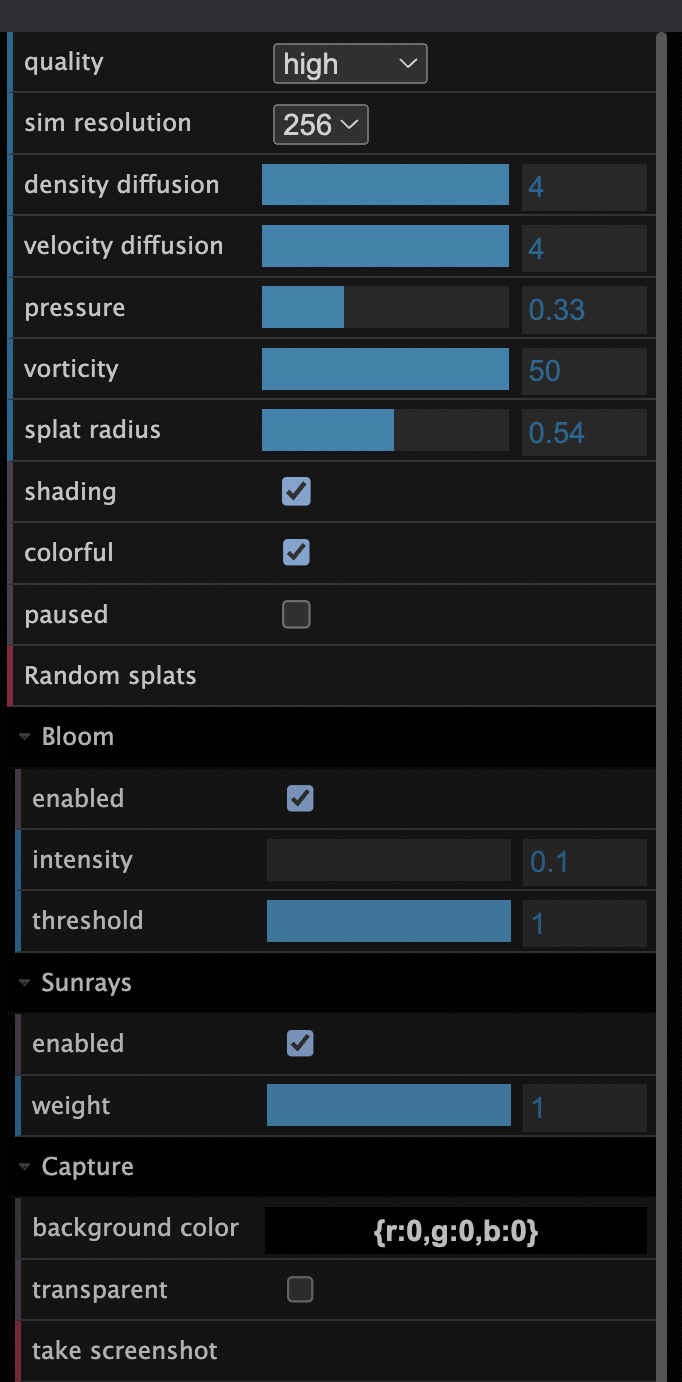 quality high
sim resolution 256
density diffusion 4
velocity diffusion 4
pressure 0.33
vorticity 50
splat radius 0.54
shading
colorful
paused
Random splats
Bloom
enabled
intensity 0.1
threshold 1
Sunrays
enabled
weight 1
Capture
background color {r:0,g:0,b:0}
transparent
take screenshot